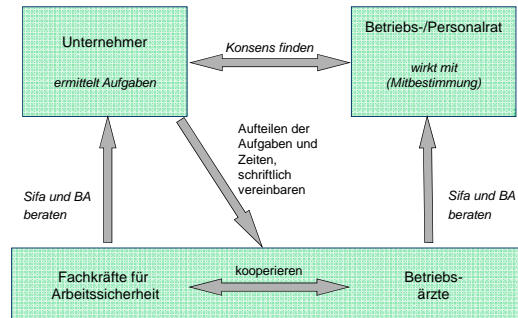 Unternehmer
ermittelt Aufgaben
Konsens finden
Betriebs-/Personalrat
wirkt mit
(Mitbestimmung)
Aufteilen der
Aufgaben und
Zeiten,
schriftlich
vereinbaren
Sifa und BA
beraten
Sifa und BA
beraten
Fachkräfte für
Arbeitssicherheit
kooperieren
Betriebs-
ärzte